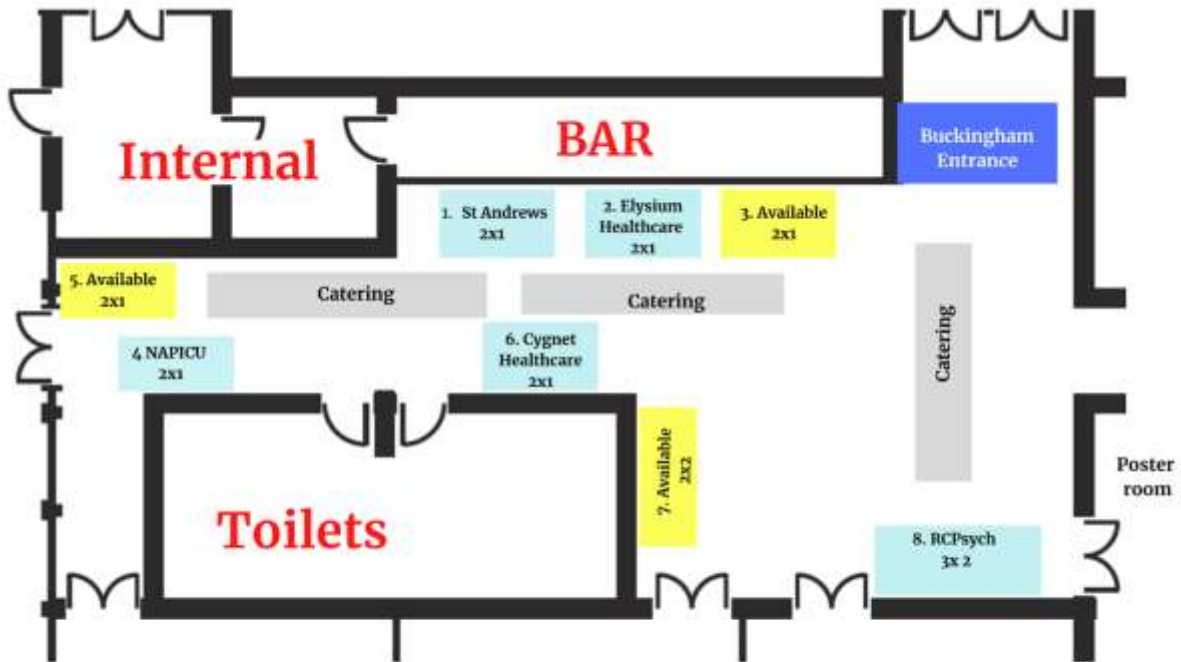 Internal
BAR
Buckingham
Entrance
1. St Andrews
2x1
2. Elysium
Healthcare
2x1
3. Available
2x1
5. Available
2x1
Catering
Catering
4 NAPICU
2x1
6. Cygnet
Healthcare
2x1
Catering
7. Available
2x2
Toilets
Poster
room
8. RCPsych
3x 2